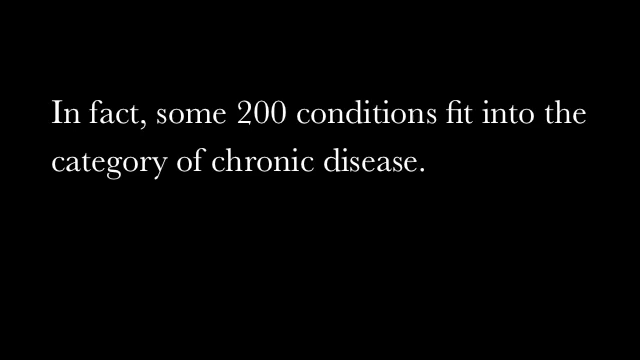 In fact, some 200 conditions fit into the
category of chronic disease.